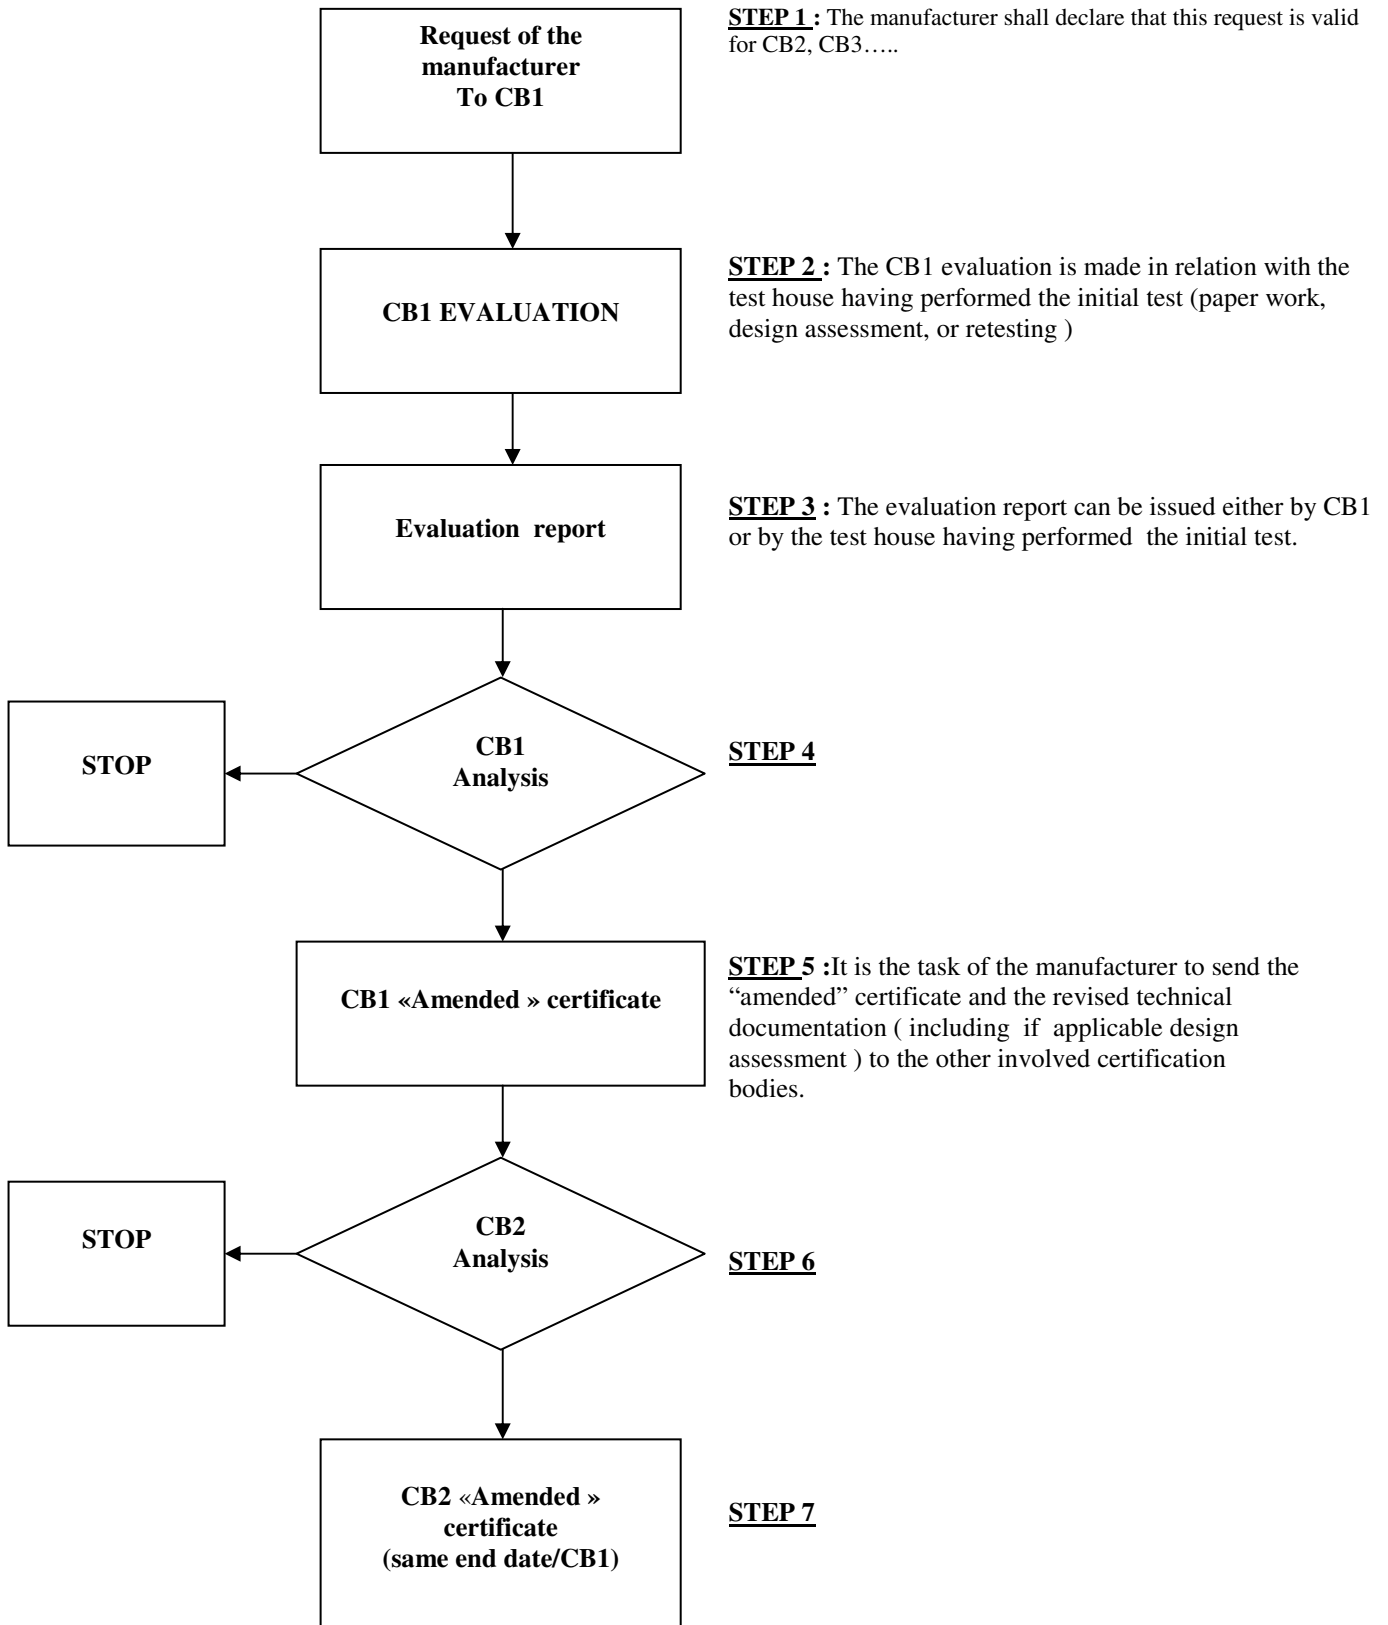 Request of the
manufacturer
To CB1
STEP 1 : The manufacturer shall declare that this request is valid
for CB2, CB3…..
CB1 EVALUATION
STEP 2 : The CB1 evaluation is made in relation with the
test house having performed the initial test (paper work,
design assessment, or retesting )
Evaluation report
STEP 3 : The evaluation report can be issued either by CB1
or by the test house having performed the initial test.
STOP
CB1
Analysis
STEP 4
CB1 «Amended » certificate
STEP 5 :It is the task of the manufacturer to send the
“amended” certificate and the revised technical
documentation ( including if applicable design
assessment ) to the other involved certification
bodies.
STOP
CB2
Analysis
STEP 6
CB2 «Amended »
certificate
(same end date/CB1)
STEP 7